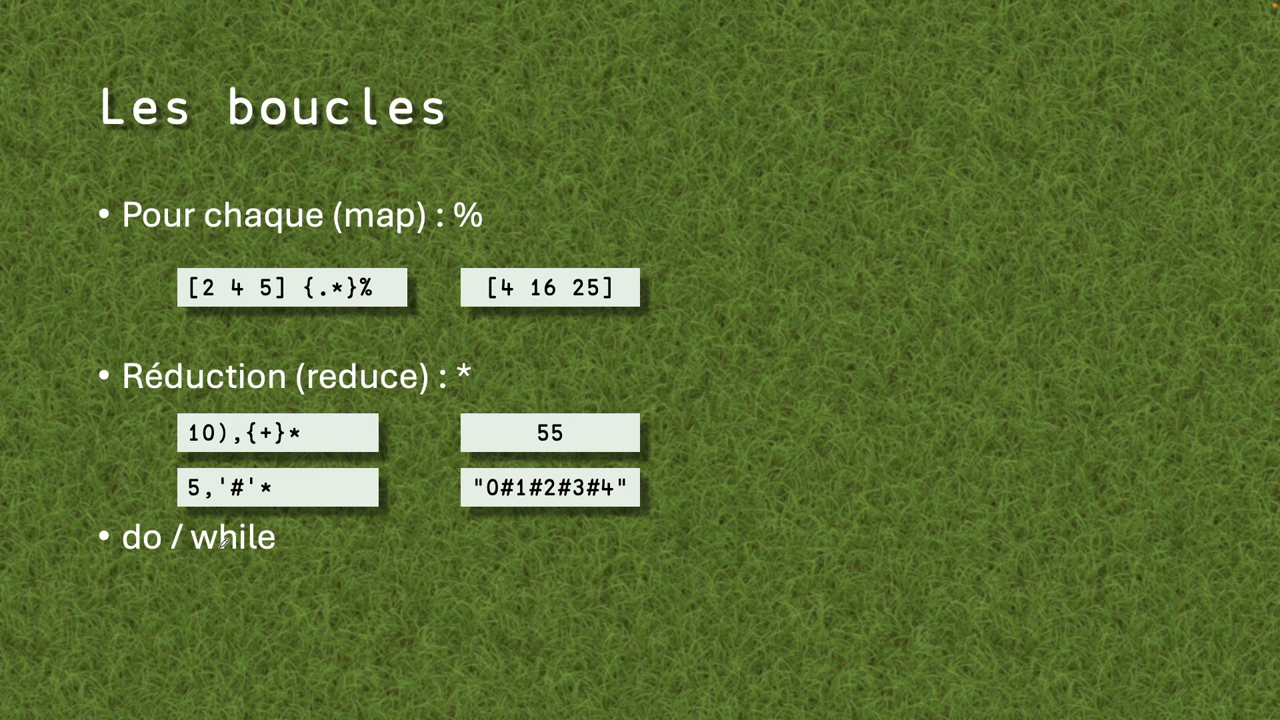 Les boucles
• Pour chaque (map) : %
[2 4 5] {.*}% [4 16 25]
• Réduction (reduce) : *
10),{+}* 55
5,'#'* "0#1#2#3#4"
• do / while